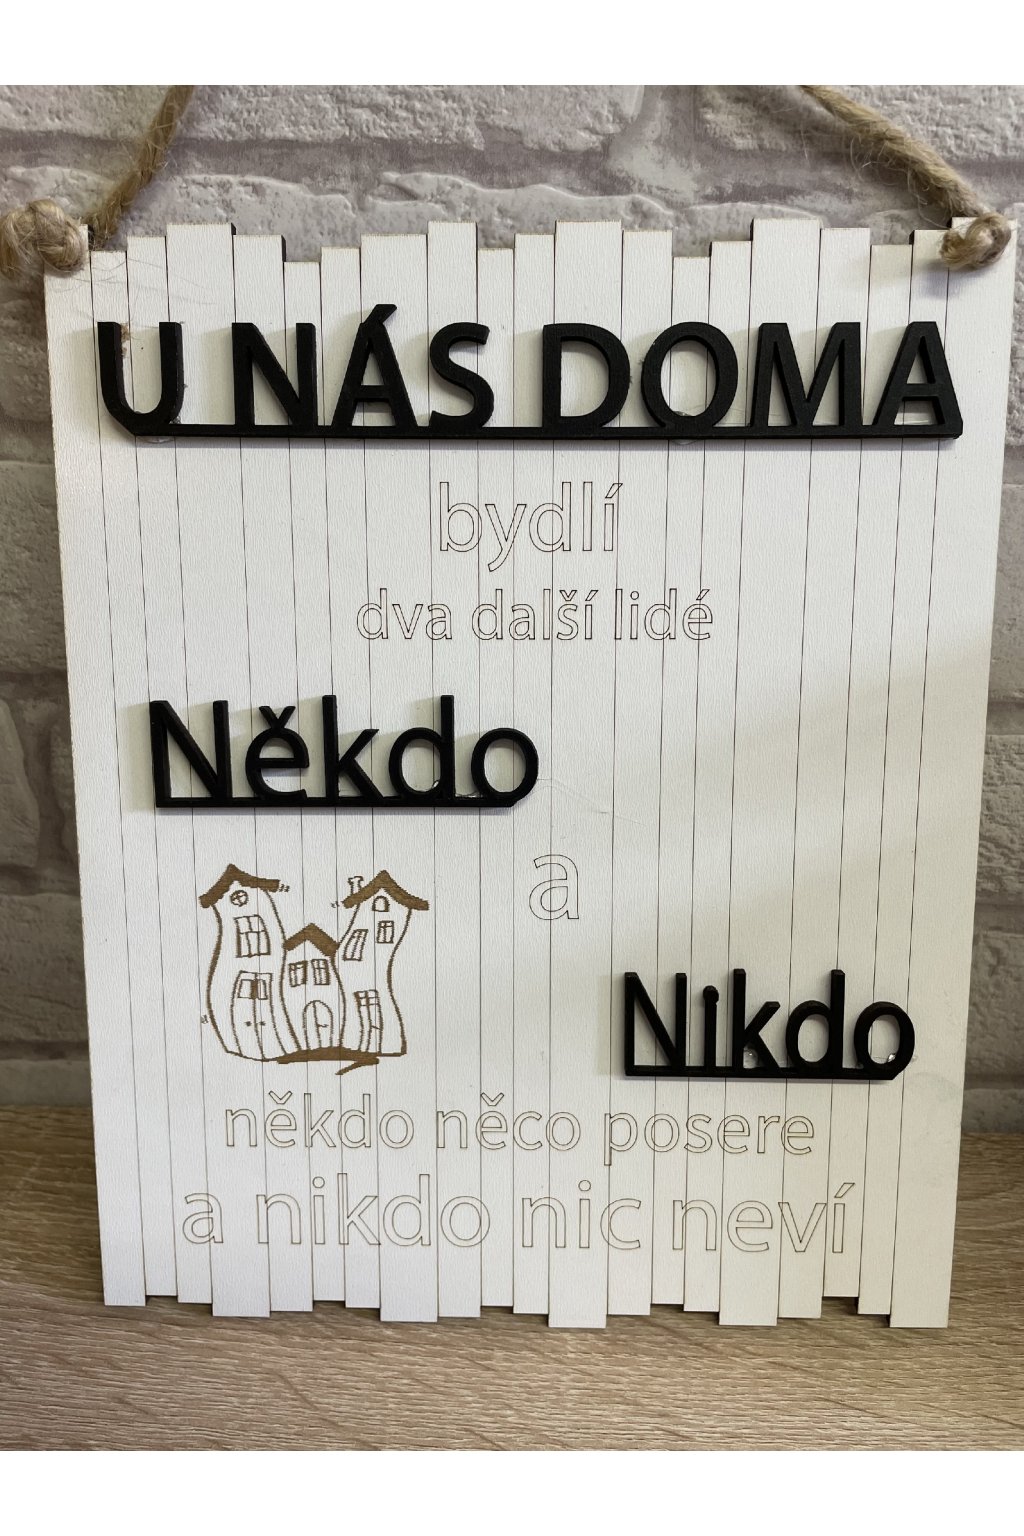 U NÁS DOMA
bydlí
dva další lidé
Někdo
a
Nikdo
někdo něco posere
a nikdo nic neví